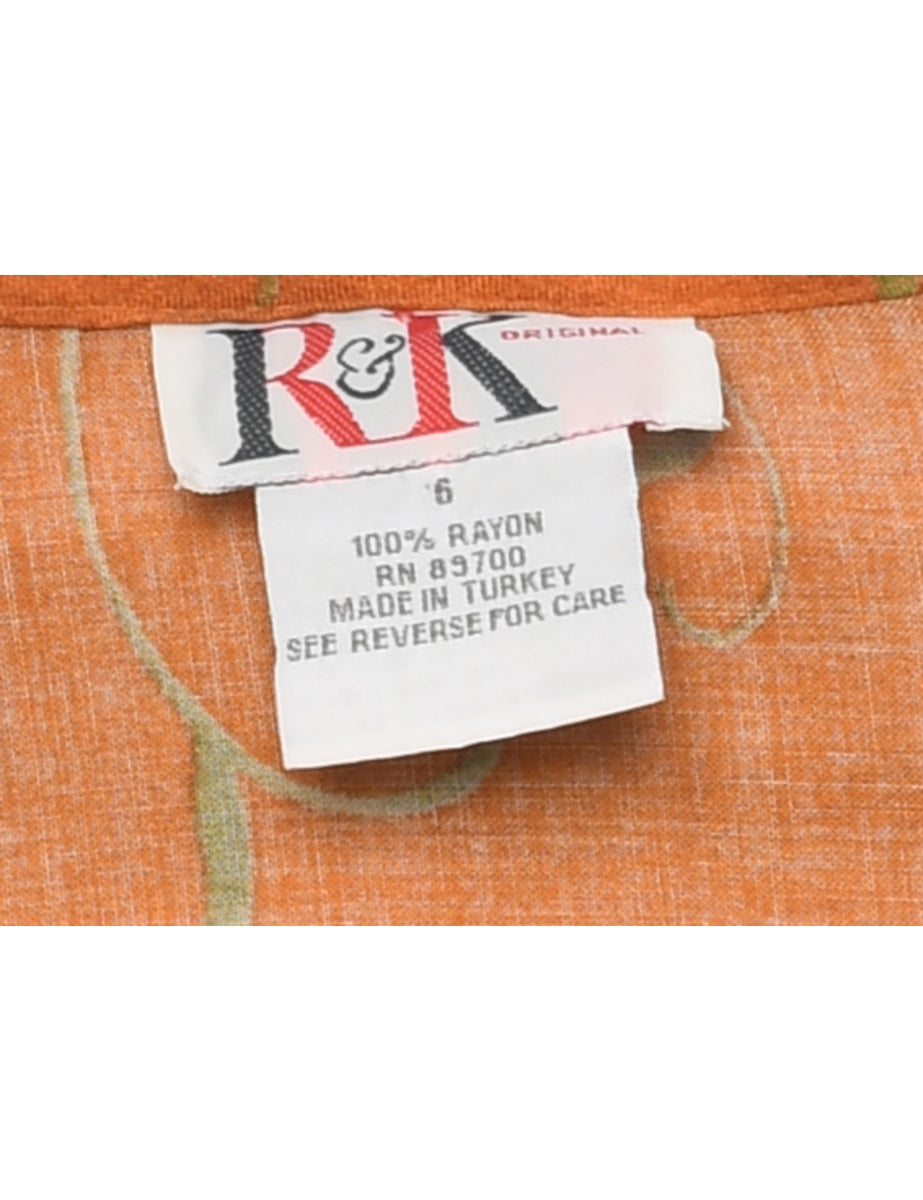 R&K ORIGINAL
6
100% RAYON
RN 89700
MADE IN TURKEY
SEE REVERSE FOR CARE